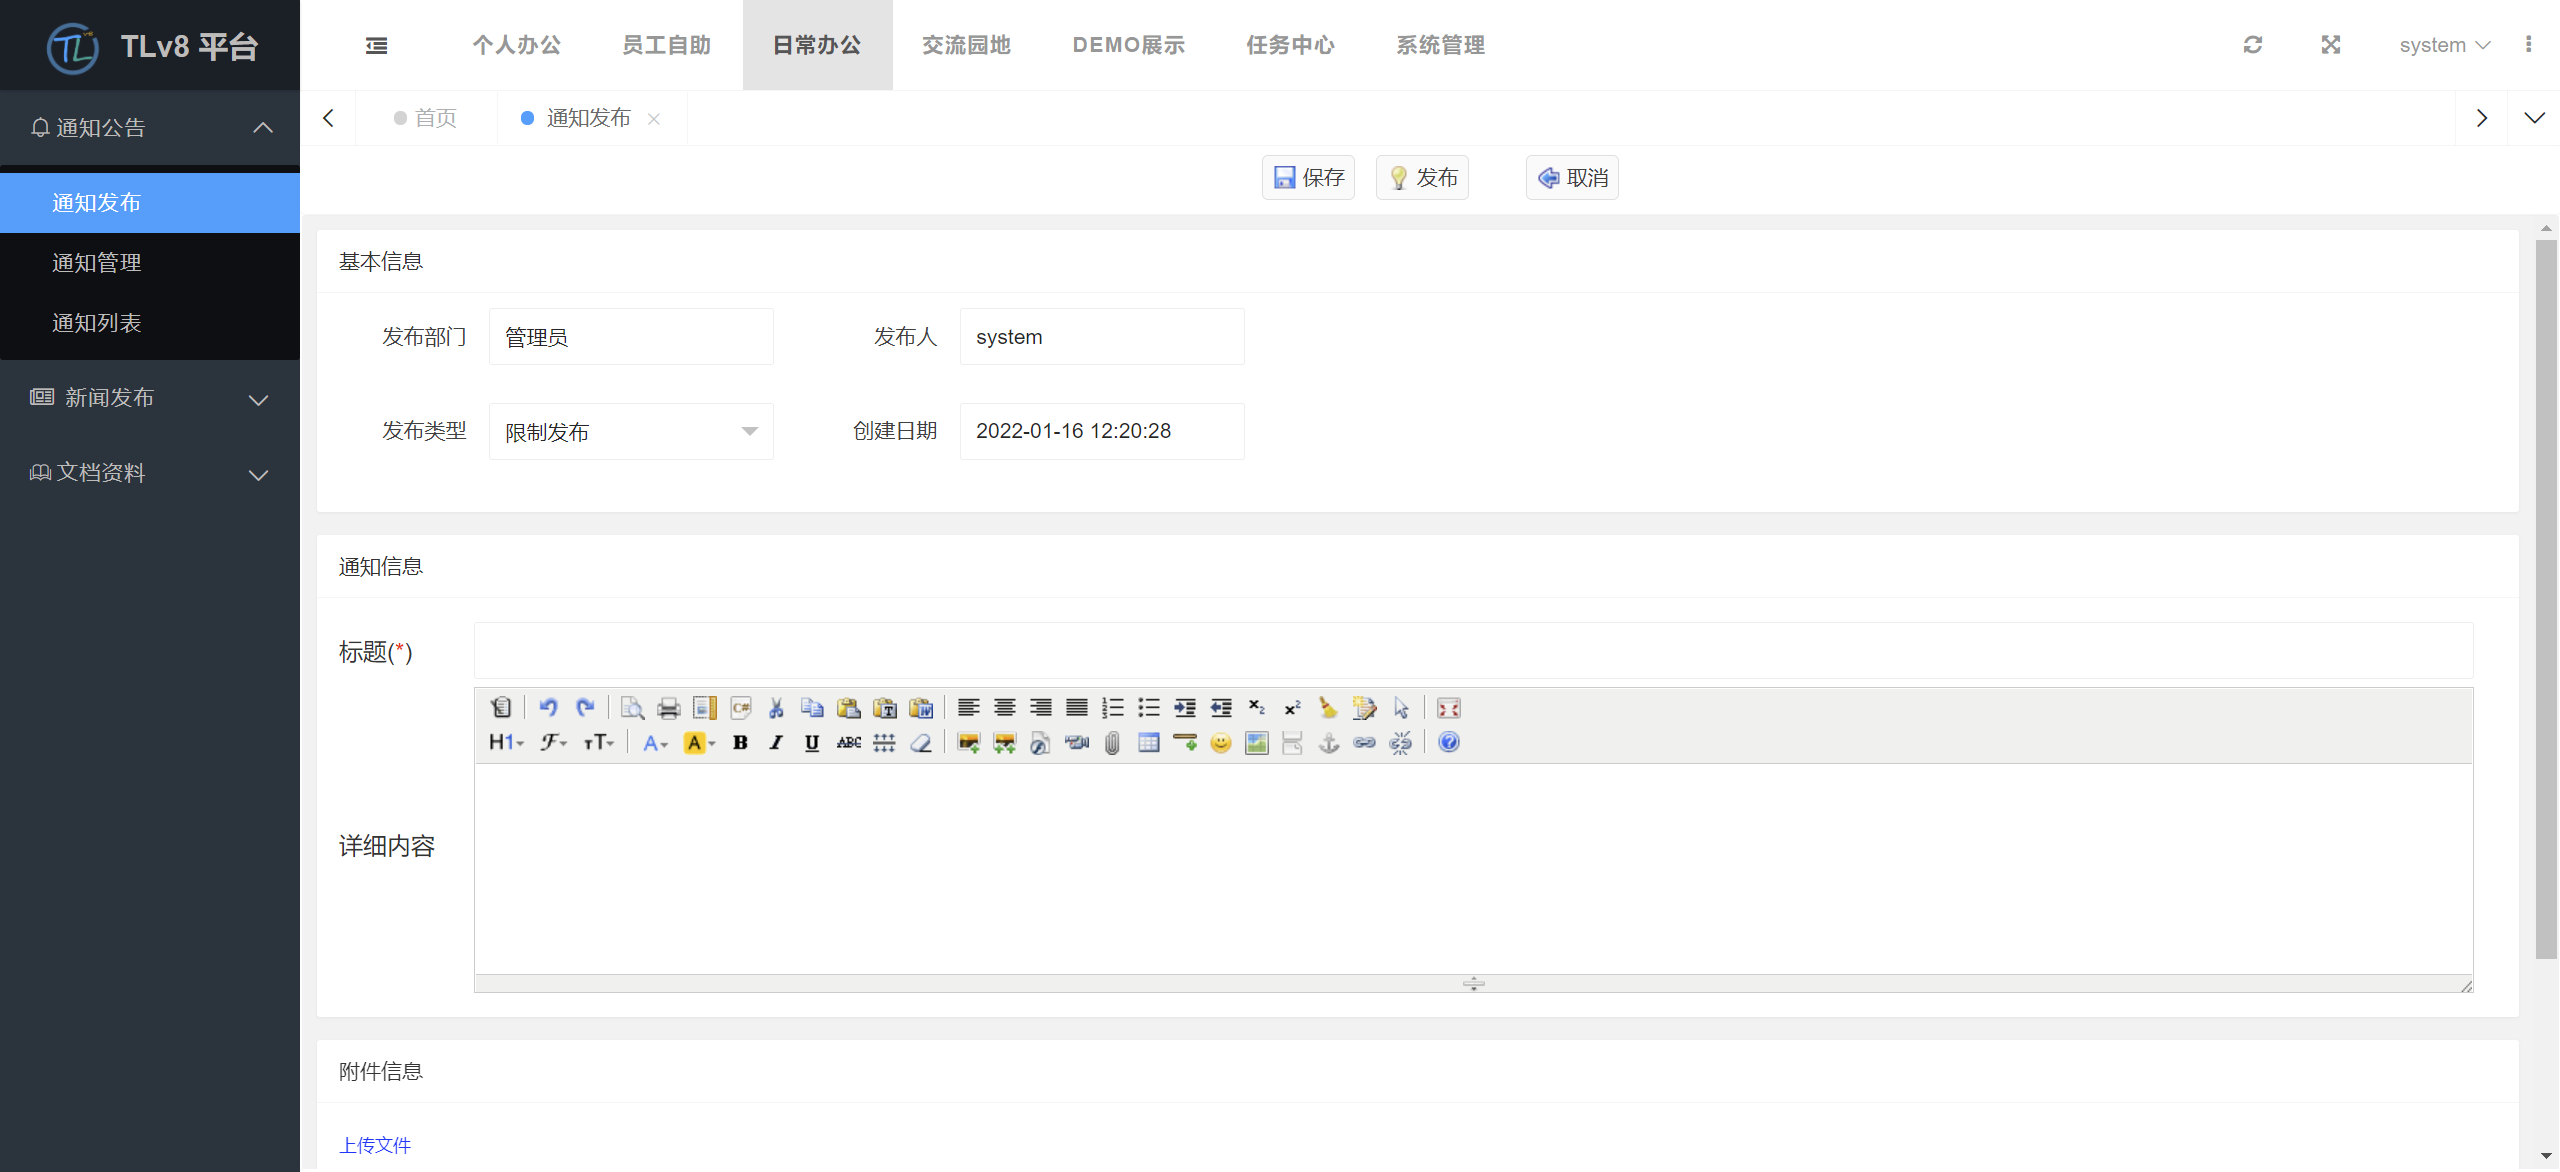 TLv8 平台
个人办公 员工自助 日常办公 交流园地 DEMO展示 任务中心 系统管理 system
通知公告
首页 通知发布
通知发布
通知管理
通知列表
新闻发布
文档资料
保存 发布 取消
基本信息
发布部门 管理员 发布人 system
发布类型 限制发布 创建日期 2022-01-16 12:20:28
通知信息
标题(*)
H1 F TT A A B I U ABC
详细内容
附件信息
上传文件